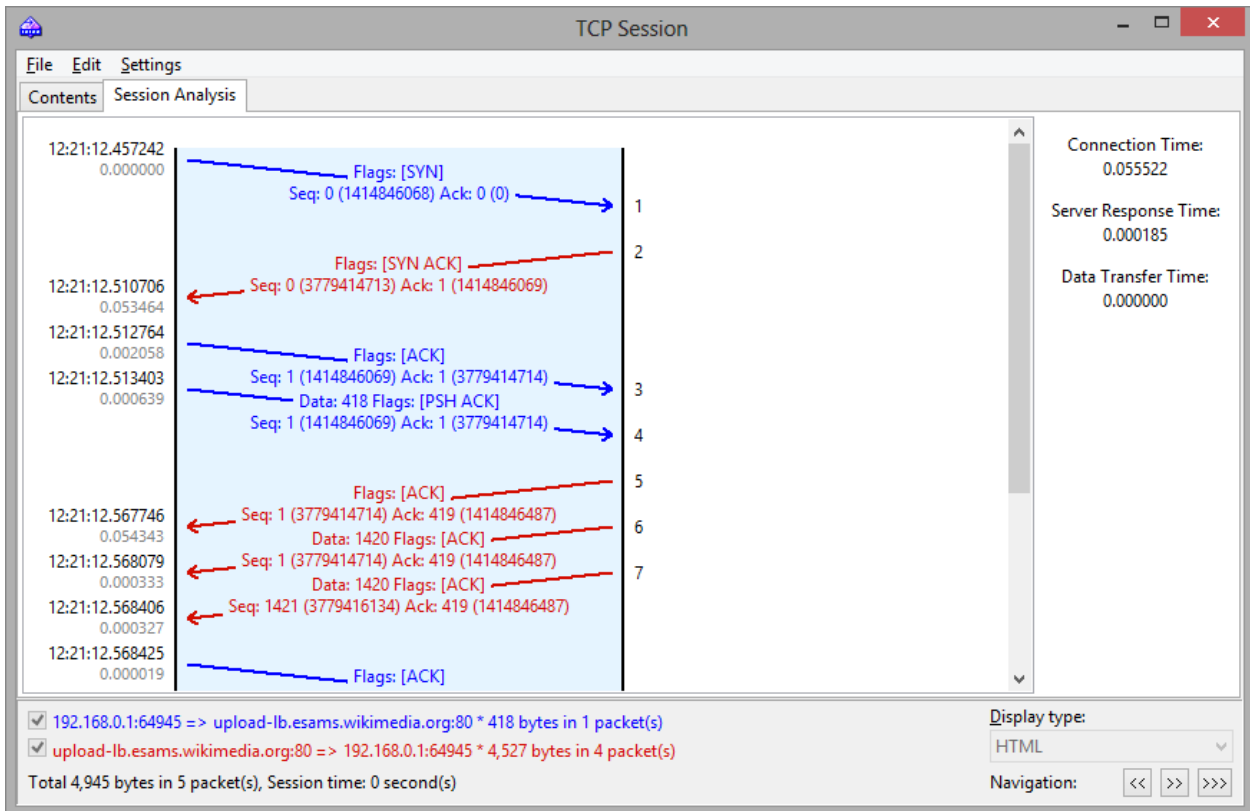 TCP Session
File Edit Settings
Contents Session Analysis
12:21:12.457242
0.000000
Flags: [SYN]
Seq: 0 (1414846068) Ack: 0 (0)
1
2
Flags: [SYN ACK]
12:21:12.510706 Seq: 0 (3779414713) Ack: 1 (1414846069)
0.053464
12:21:12.512764
0.002058
Flags: [ACK]
12:21:12.513403 Seq: 1 (1414846069) Ack: 1 (3779414714)
3
0.000639
Data: 418 Flags: [PSH ACK]
Seq: 1 (1414846069) Ack: 1 (3779414714)
4
5
Flags: [ACK]
12:21:12.567746 Seq: 1 (3779414714) Ack: 419 (1414846487)
6
0.054343
Data: 1420 Flags: [ACK]
12:21:12.568079 Seq: 1 (3779414714) Ack: 419 (1414846487)
7
0.000333
Data: 1420 Flags: [ACK]
12:21:12.568406 Seq: 1421 (3779416134) Ack: 419 (1414846487)
0.000327
12:21:12.568425
0.000019
Flags: [ACK]
Connection Time:
0.055522
Server Response Time:
0.000185
Data Transfer Time:
0.000000
192.168.0.1:64945 => upload-lb.esams.wikimedia.org:80 * 418 bytes in 1 packet(s)
upload-lb.esams.wikimedia.org:80 => 192.168.0.1:64945 * 4,527 bytes in 4 packet(s)
Total 4,945 bytes in 5 packet(s), Session time: 0 second(s)
Display type:
HTML
Navigation: << >> >>>